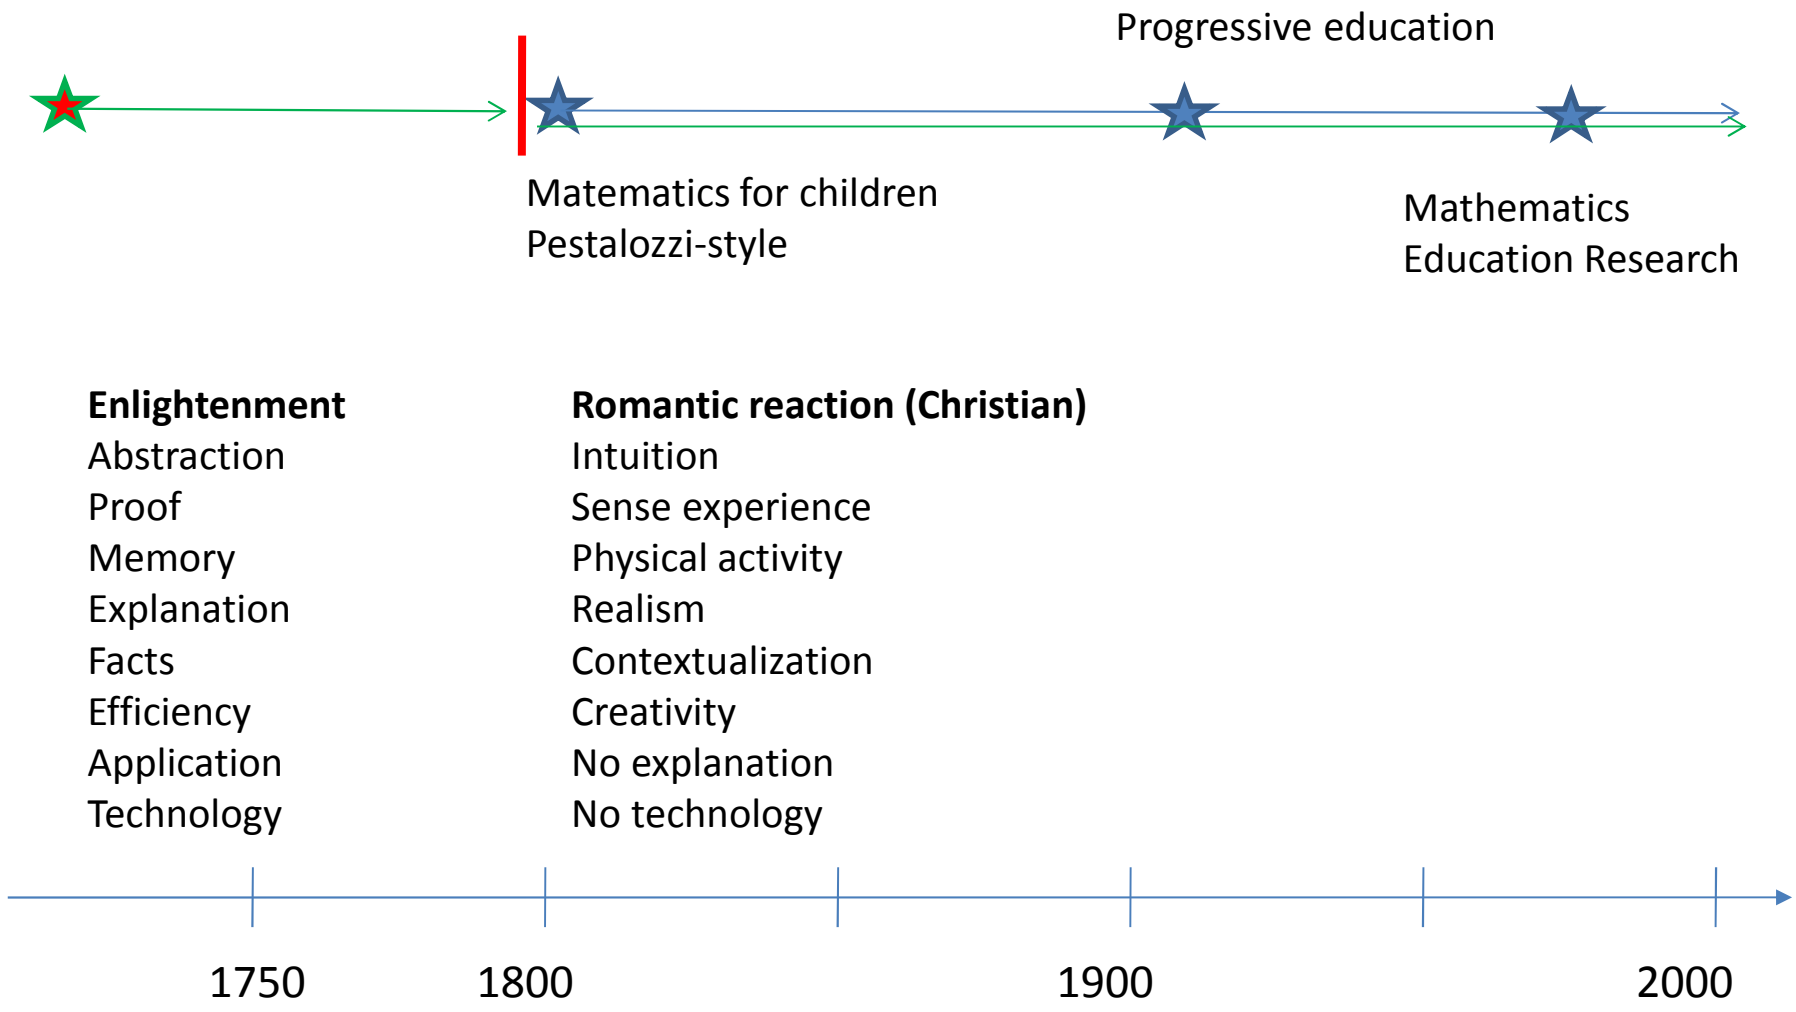 Progressive education
Matematics for children
Pestalozzi-style
Mathematics
Education Research
Enlightenment
Abstraction
Proof
Memory
Explanation
Facts
Efficiency
Application
Technology
Romantic reaction (Christian)
Intuition
Sense experience
Physical activity
Realism
Contextualization
Creativity
No explanation
No technology
1750
1800
1900
2000